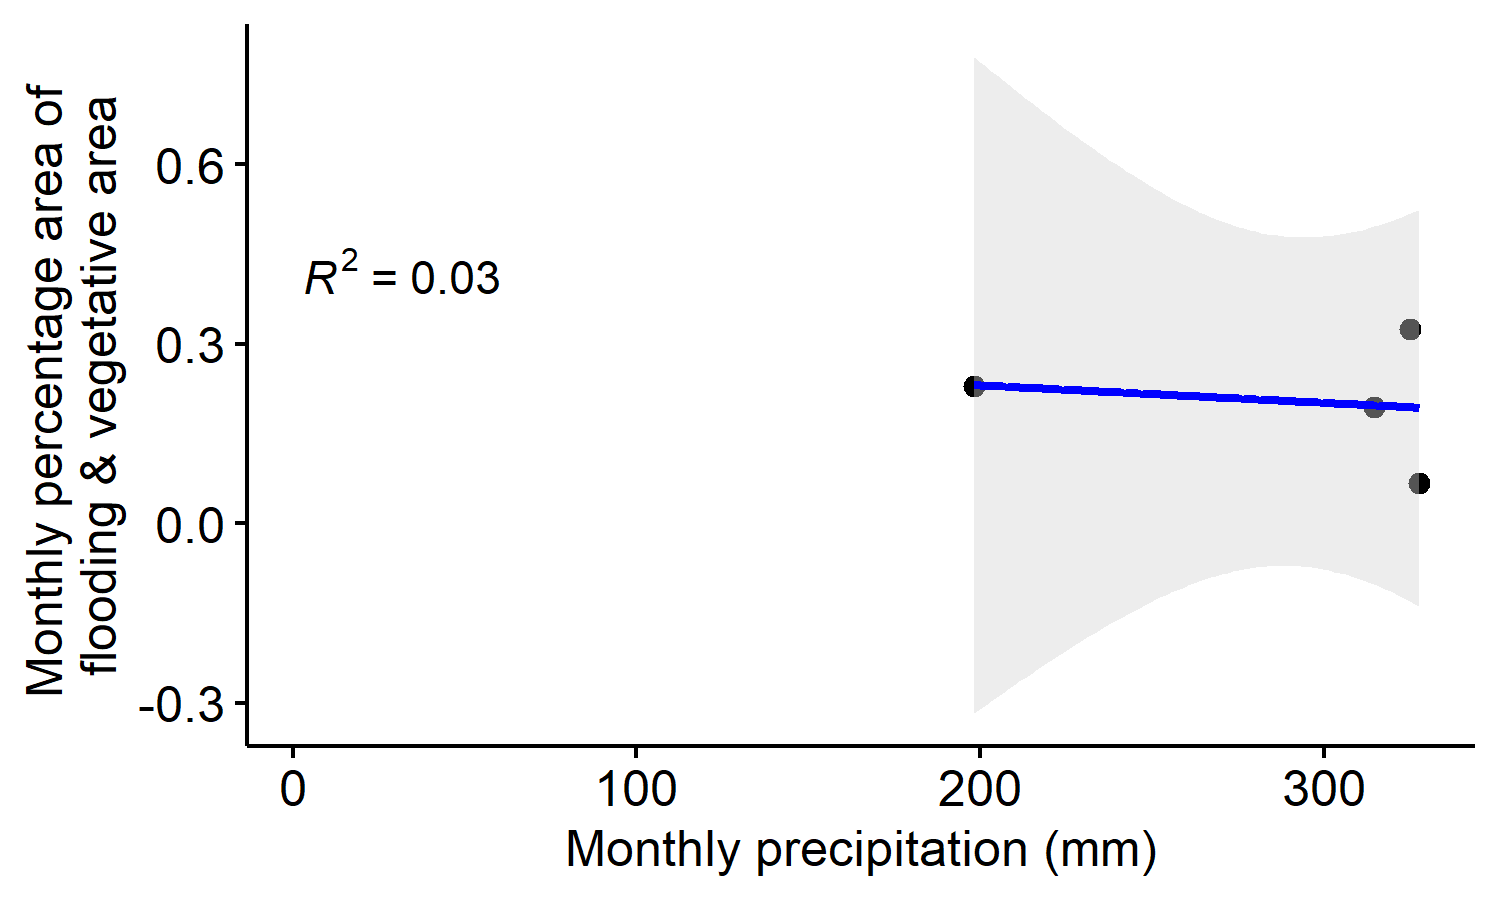 Monthly percentage area of
flooding & vegetative area
0.6
0.3
0.0
-0.3
R² = 0.03
0 100 200 300
Monthly precipitation (mm)